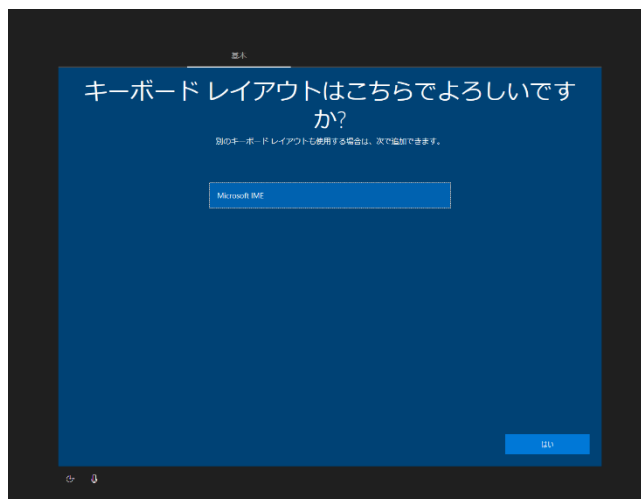 基本
キーボード レイアウトはこちらでよろしいです
か?
別のキーボード レイアウトも使用する場合は、次で追加できます。
Microsoft IME
はい